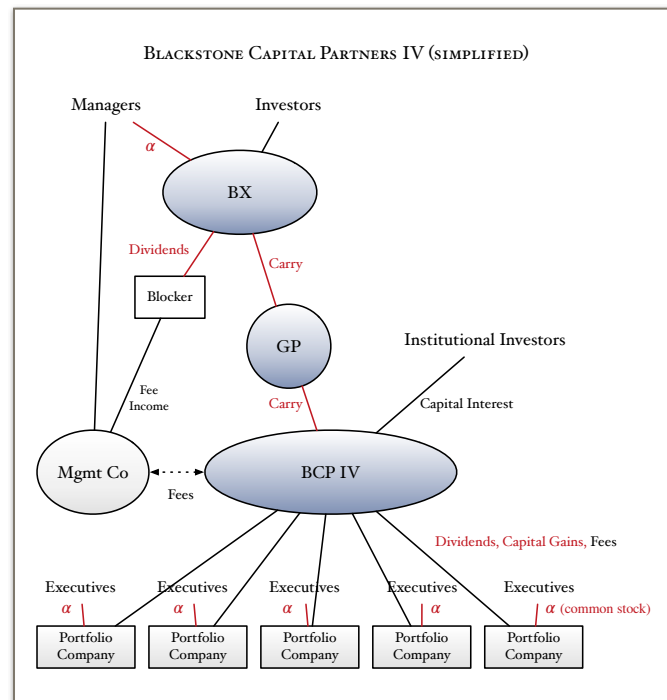 BLACKSTONE CAPITAL PARTNERS IV (SIMPLIFIED)
Managers
Investors
α
BX
Dividends
Carry
Blocker
GP
Institutional Investors
Fee
Income
Carry
Capital Interest
Mgmt Co
BCP IV
Fees
Dividends, Capital Gains, Fees
Executives
Executives
Executives
Executives
Executives
α
α
α
α
α (common stock)
Portfolio
Company
Portfolio
Company
Portfolio
Company
Portfolio
Company
Portfolio
Company